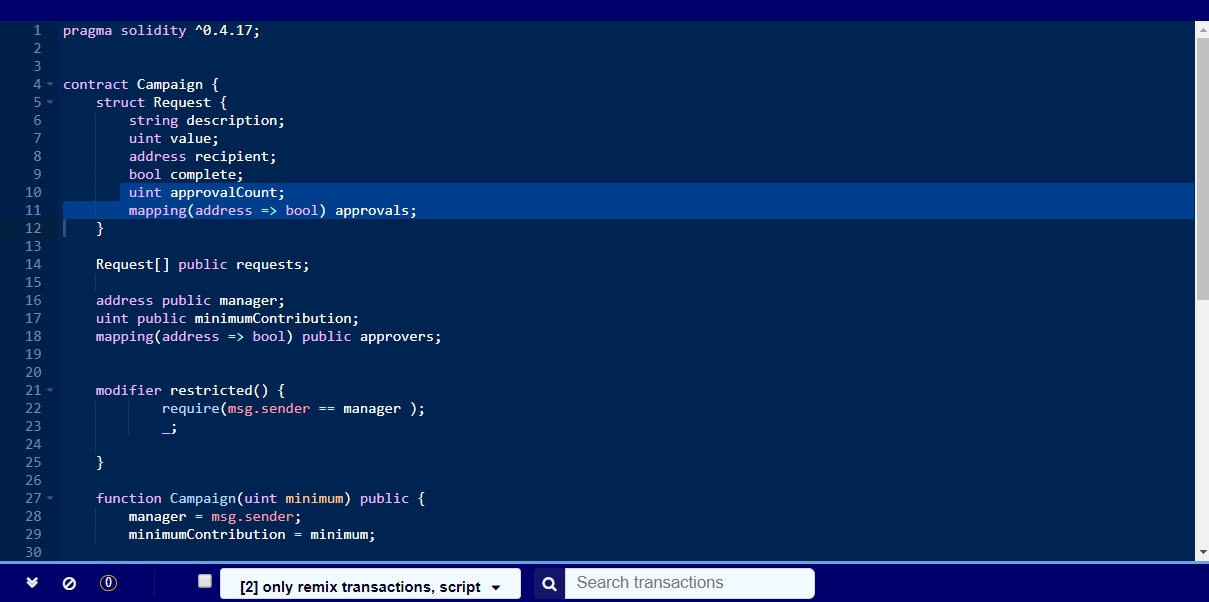 1 pragma solidity ^0.4.17;
2
3
4 contract Campaign {
5 struct Request {
6 string description;
7 uint value;
8 address recipient;
9 bool complete;
10 uint approvalCount;
11 mapping(address => bool) approvals;
12 }
13
14 Request[] public requests;
15
16 address public manager;
17 uint public minimumContribution;
18 mapping(address => bool) public approvers;
19
20
21 modifier restricted() {
22 require(msg.sender == manager );
23 _;
24
25 }
26
27 function Campaign(uint minimum) public {
28 manager = msg.sender;
29 minimumContribution = minimum;
30
0 [2] only remix transactions, script Search transactions